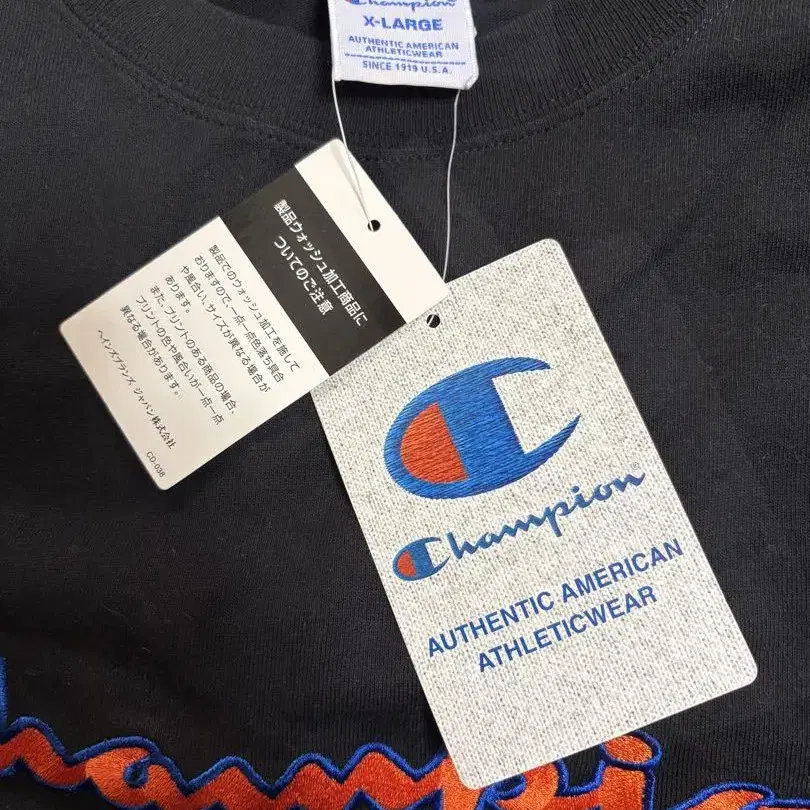 Champion
X-LARGE
AUTHENTIC AMERICAN
ATHLETICWEAR
SINCE 1919 U.S.A.
製品ウォッシュ加工商品に
ついてのご注意
製品でのウォッシュ加工を施して
おりますので、一点一点色落ち具合
や風合い、サイズが異なる場合が
あります。
また、プリントのある商品の場合、
プリントの色や風合いが一点一点
異なる場合があります。
ヘインズブランズ ジャパン株式会社
CD-038
Champion®
AUTHENTIC AMERICAN
ATHLETICWEAR
hampi